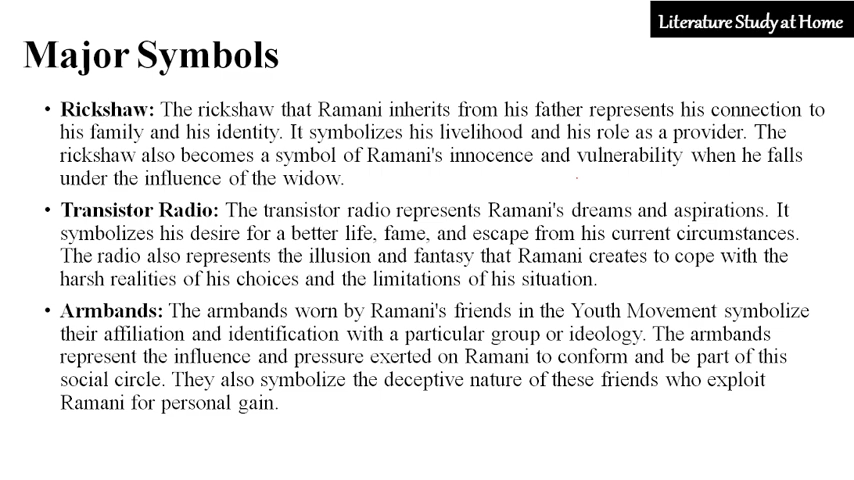 Literature Study at Home
Major Symbols
• Rickshaw: The rickshaw that Ramani inherits from his father represents his connection to
his family and his identity. It symbolizes his livelihood and his role as a provider. The
rickshaw also becomes a symbol of Ramani's innocence and vulnerability when he falls
under the influence of the widow.
• Transistor Radio: The transistor radio represents Ramani's dreams and aspirations. It
symbolizes his desire for a better life, fame, and escape from his current circumstances.
The radio also represents the illusion and fantasy that Ramani creates to cope with the
harsh realities of his choices and the limitations of his situation.
• Armbands: The armbands worn by Ramani's friends in the Youth Movement symbolize
their affiliation and identification with a particular group or ideology. The armbands
represent the influence and pressure exerted on Ramani to conform and be part of this
social circle. They also symbolize the deceptive nature of these friends who exploit
Ramani for personal gain.